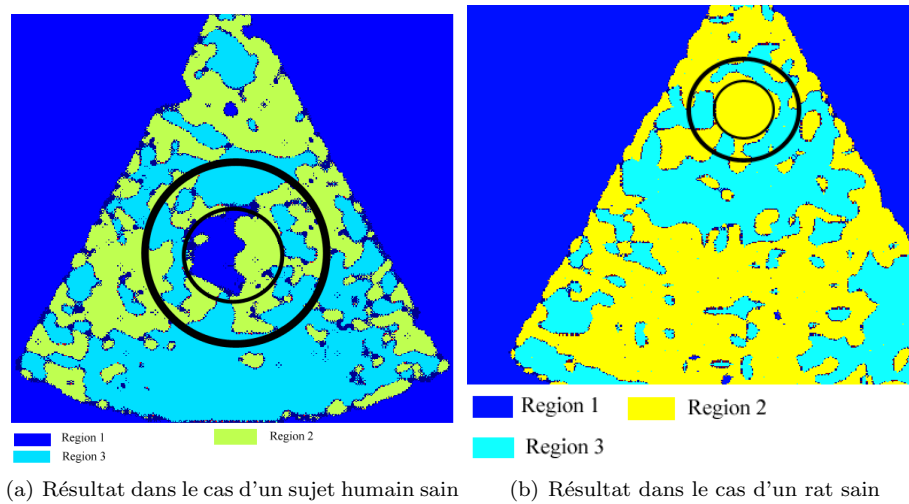 Region 1
Region 2
Region 3
Region 1
Region 2
Region 3
(a) Résultat dans le cas d'un sujet humain sain
(b) Résultat dans le cas d'un rat sain